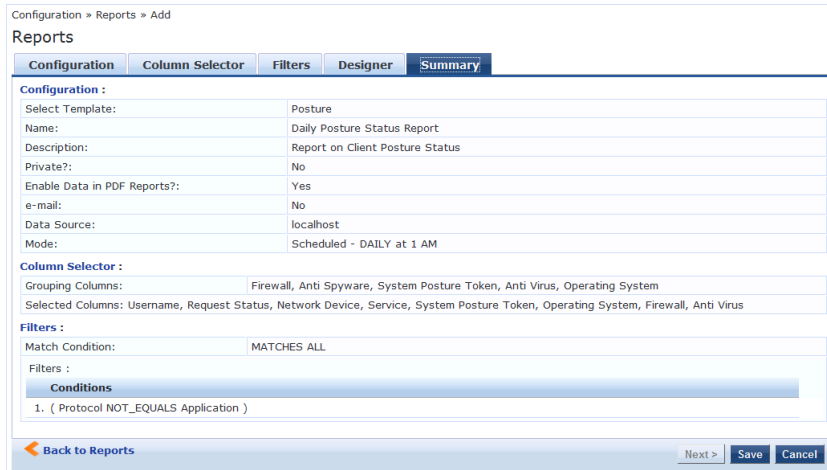 Configuration » Reports » Add
Reports
Configuration Column Selector Filters Designer Summary
Configuration :
Select Template: Posture
Name: Daily Posture Status Report
Description: Report on Client Posture Status
Private?: No
Enable Data in PDF Reports?: Yes
e-mail: No
Data Source: localhost
Mode: Scheduled - DAILY at 1 AM
Column Selector :
Grouping Columns: Firewall, Anti Spyware, System Posture Token, Anti Virus, Operating System
Selected Columns: Username, Request Status, Network Device, Service, System Posture Token, Operating System, Firewall, Anti Virus
Filters :
Match Condition: MATCHES ALL
Filters :
Conditions
1. ( Protocol NOT_EQUALS Application )
Back to Reports Next > Save Cancel